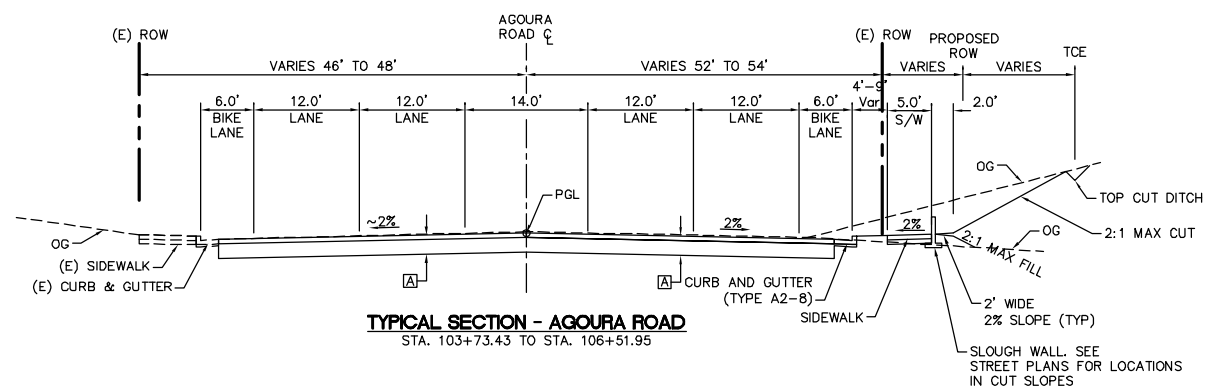 AGOURA
ROAD ℄
(E) ROW
(E) ROW
PROPOSED
ROW
TCE
VARIES 46' TO 48'
VARIES 52' TO 54'
VARIES
VARIES
4'-9'
Var
6.0'
BIKE
LANE
12.0'
LANE
12.0'
LANE
14.0'
12.0'
LANE
12.0'
LANE
6.0'
BIKE
LANE
5.0'
S/W
2.0'
OG
PGL
TOP CUT DITCH
~2%
2%
2%
2:1 MAX CUT
OG
OG
2:1 MAX FILL
(E) SIDEWALK
(E) CURB & GUTTER
A
A
CURB AND GUTTER
(TYPE A2-8)
SIDEWALK
2' WIDE
2% SLOPE (TYP)
TYPICAL SECTION - AGOURA ROAD
STA. 103+73.43 TO STA. 106+51.95
SLOUGH WALL. SEE
STREET PLANS FOR LOCATIONS
IN CUT SLOPES